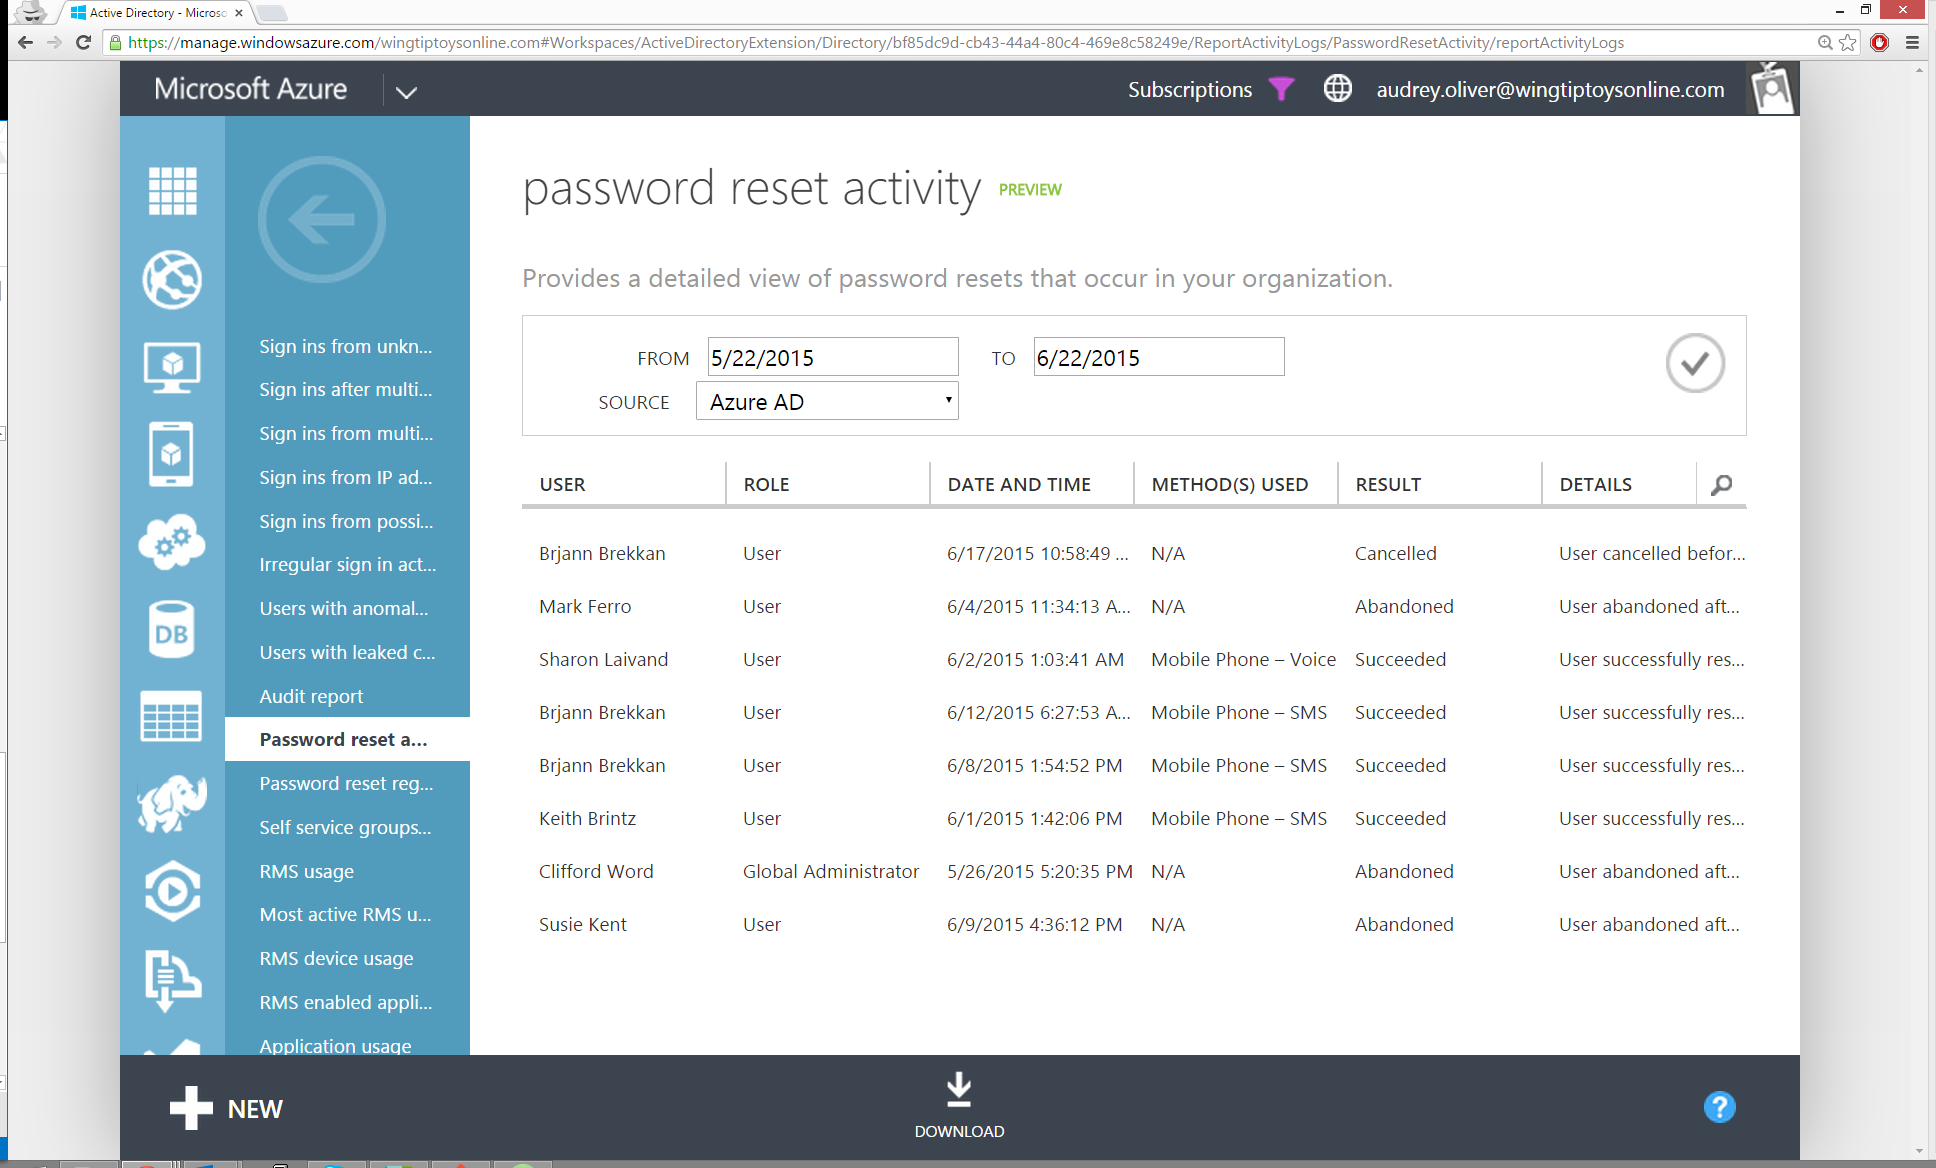 Active Directory - Micros
https://manage.windowsazure.com/wingtiptoysonline.com#Workspaces/ActiveDirectoryExtension/Directory/bf85dc9d-cb43-44a4-80c4-469e8c58249e/ReportActivityLogs/PasswordResetActivity/reportActivityLogs
Microsoft Azure
Subscriptions
audrey.oliver@wingtiptoysonline.com
password reset activity PREVIEW
Provides a detailed view of password resets that occur in your organization.
FROM 5/22/2015 TO 6/22/2015
SOURCE Azure AD
Sign ins from unkn...
Sign ins after multi...
Sign ins from multi...
Sign ins from IP ad...
Sign ins from possi...
Irregular sign in act...
Users with anomal...
Users with leaked c...
Audit report
Password reset a...
Password reset reg...
Self service groups...
RMS usage
Most active RMS u...
RMS device usage
RMS enabled appli...
Application usage
DB
USER ROLE DATE AND TIME METHOD(S) USED RESULT DETAILS
Brjann Brekkan User 6/17/2015 10:58:49 ... N/A Cancelled User cancelled befor...
Mark Ferro User 6/4/2015 11:34:13 A... N/A Abandoned User abandoned aft...
Sharon Laivand User 6/2/2015 1:03:41 AM Mobile Phone – Voice Succeeded User successfully res...
Brjann Brekkan User 6/12/2015 6:27:53 A... Mobile Phone – SMS Succeeded User successfully res...
Brjann Brekkan User 6/8/2015 1:54:52 PM Mobile Phone – SMS Succeeded User successfully res...
Keith Brintz User 6/1/2015 1:42:06 PM Mobile Phone – SMS Succeeded User successfully res...
Clifford Word Global Administrator 5/26/2015 5:20:35 PM N/A Abandoned User abandoned aft...
Susie Kent User 6/9/2015 4:36:12 PM N/A Abandoned User abandoned aft...
NEW
DOWNLOAD
?